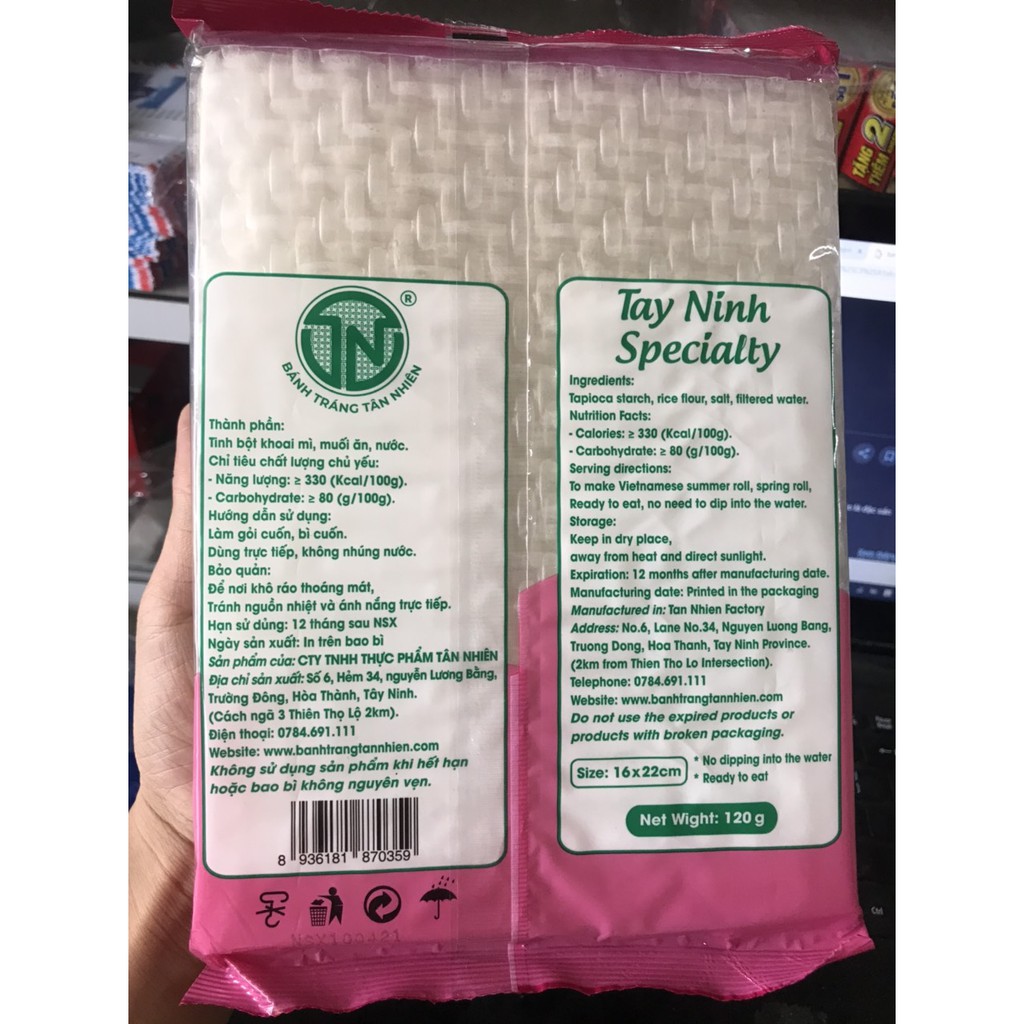 TN
®
BÁNH TRÁNG TÂN NHIÊN
Thành phần:
Tinh bột khoai mì, muối ăn, nước.
Chỉ tiêu chất lượng chủ yếu:
- Năng lượng: ≥ 330 (Kcal/100g).
- Carbohydrate: ≥ 80 (g/100g).
Hướng dẫn sử dụng:
Làm gỏi cuốn, bì cuốn.
Dùng trực tiếp, không nhúng nước.
Bảo quản:
Để nơi khô ráo thoáng mát,
Tránh nguồn nhiệt và ánh nắng trực tiếp.
Hạn sử dùng: 12 tháng sau NSX
Ngày sản xuất: In trên bao bì
Sản phẩm của: CTY TNHH THỰC PHẨM TÂN NHIÊN
Địa chỉ sản xuất: Số 6, Hẻm 34, nguyễn Lương Bằng,
Trường Đông, Hòa Thành, Tây Ninh.
(Cách ngã 3 Thiên Thọ Lộ 2km).
Điện thoại: 0784.691.111
Website: www.banhtrangtannhien.com
Không sử dụng sản phẩm khi hết hạn
hoặc bao bì không nguyên vẹn.
8 936181 870359
NSX100421
Tay Ninh
Specialty
Ingredients:
Tapioca starch, rice flour, salt, filtered water.
Nutrition Facts:
- Calories: ≥ 330 (Kcal/100g).
- Carbohydrate: ≥ 80 (g/100g).
Serving directions:
To make Vietnamese summer roll, spring roll,
Ready to eat, no need to dip into the water.
Storage:
Keep in dry place,
away from heat and direct sunlight.
Expiration: 12 months after manufacturing date.
Manufacturing date: Printed in the packaging
Manufactured in: Tan Nhien Factory
Address: No.6, Lane No.34, Nguyen Luong Bang,
Truong Dong, Hoa Thanh, Tay Ninh Province.
(2km from Thien Tho Lo Intersection).
Telephone: 0784.691.111
Website: www.banhtrangtannhien.com
Do not use the expired products or
products with broken packaging.
Size: 16x22cm
* No dipping into the water
* Ready to eat
Net Wight: 120 g
TẶNG
THÊM 2
Ctrl